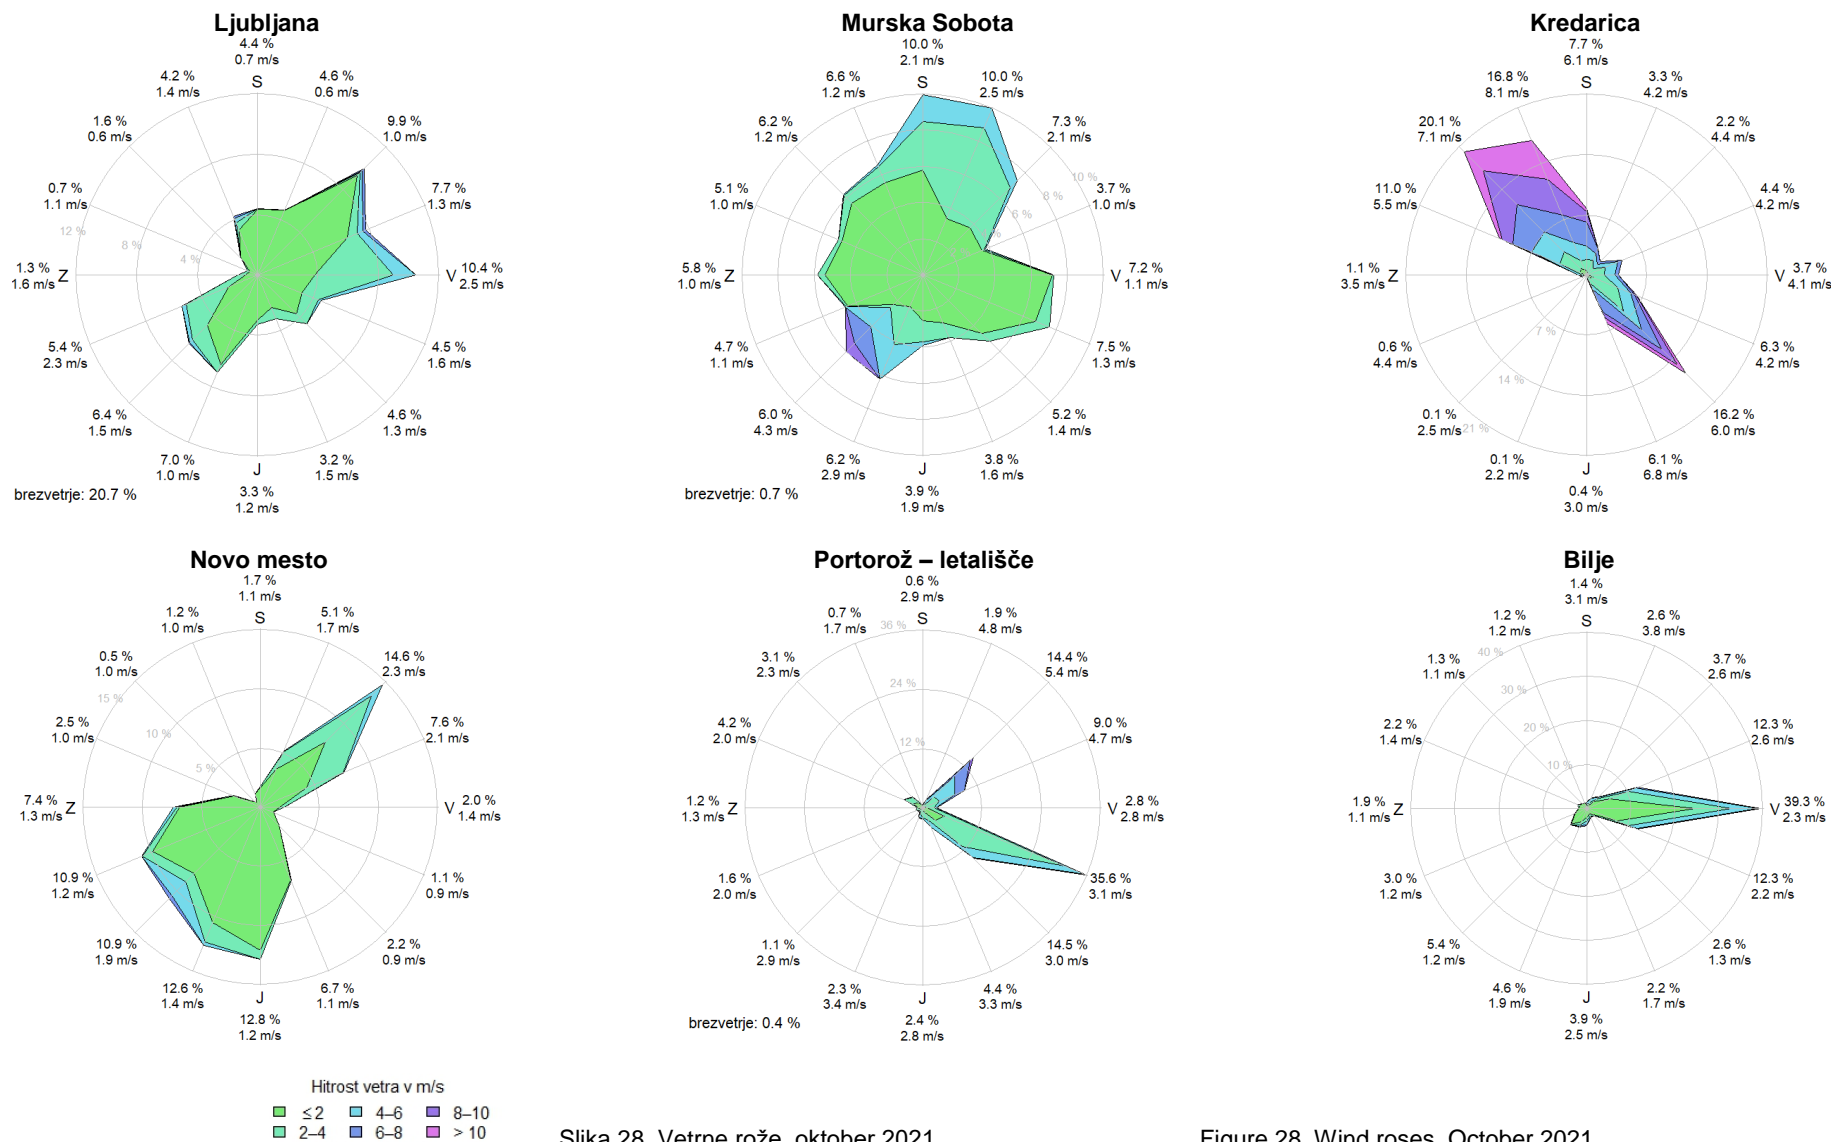 Ljubljana
4.4 %
0.7 m/s
S
4.6 %
0.6 m/s
9.9 %
1.0 m/s
7.7 %
1.3 m/s
V
10.4 %
2.5 m/s
4.5 %
1.6 m/s
4.6 %
1.3 m/s
3.2 %
1.5 m/s
J
3.3 %
1.2 m/s
7.0 %
1.0 m/s
6.4 %
1.5 m/s
5.4 %
2.3 m/s
1.3 %
1.6 m/s
Z
0.7 %
1.1 m/s
1.6 %
0.6 m/s
4.2 %
1.4 m/s
12 %
8 %
4 %
brezvetrje: 20.7 %
Murska Sobota
10.0 %
2.1 m/s
10.0 %
2.5 m/s
7.3 %
2.1 m/s
3.7 %
1.0 m/s
V
7.2 %
1.1 m/s
7.5 %
1.3 m/s
5.2 %
1.4 m/s
3.8 %
1.6 m/s
J
3.9 %
1.9 m/s
6.2 %
2.9 m/s
6.0 %
4.3 m/s
4.7 %
1.1 m/s
5.8 %
1.0 m/s
Z
5.1 %
1.0 m/s
6.2 %
1.2 m/s
6.6 %
1.2 m/s
10 %
8 %
6 %
brezvetrje: 0.7 %
Kredarica
7.7 %
6.1 m/s
S
3.3 %
4.2 m/s
2.2 %
4.4 m/s
4.4 %
4.2 m/s
V
3.7 %
4.1 m/s
6.3 %
4.2 m/s
16.2 %
6.0 m/s
6.1 %
6.8 m/s
J
0.4 %
3.0 m/s
0.1 %
2.2 m/s
0.1 %
2.5 m/s
0.6 %
4.4 m/s
1.1 %
3.5 m/s
Z
11.0 %
5.5 m/s
20.1 %
7.1 m/s
16.8 %
8.1 m/s
7 %
14 %
21 %
Novo mesto
1.7 %
1.1 m/s
S
5.1 %
1.7 m/s
14.6 %
2.3 m/s
7.6 %
2.1 m/s
V
2.0 %
1.4 m/s
1.1 %
0.9 m/s
2.2 %
0.9 m/s
6.7 %
1.1 m/s
J
12.8 %
1.2 m/s
12.6 %
1.4 m/s
10.9 %
1.9 m/s
10.9 %
1.2 m/s
7.4 %
1.3 m/s
Z
2.5 %
1.0 m/s
0.5 %
1.0 m/s
1.2 %
1.0 m/s
15 %
10 %
5 %
Portorož – letališče
0.6 %
2.9 m/s
S
1.9 %
4.8 m/s
14.4 %
5.4 m/s
9.0 %
4.7 m/s
V
2.8 %
2.8 m/s
35.6 %
3.1 m/s
14.5 %
3.0 m/s
4.4 %
3.3 m/s
J
2.4 %
2.8 m/s
2.3 %
3.4 m/s
1.1 %
2.9 m/s
1.6 %
2.0 m/s
1.2 %
1.3 m/s
Z
4.2 %
2.0 m/s
3.1 %
2.3 m/s
0.7 %
1.7 m/s
36 %
24 %
12 %
brezvetrje: 0.4 %
Bilje
1.4 %
3.1 m/s
S
2.6 %
3.8 m/s
3.7 %
2.6 m/s
12.3 %
2.6 m/s
V
39.3 %
2.3 m/s
12.3 %
2.2 m/s
2.6 %
1.3 m/s
2.2 %
1.7 m/s
J
3.9 %
2.5 m/s
4.6 %
1.9 m/s
5.4 %
1.2 m/s
3.0 %
1.2 m/s
1.9 %
1.1 m/s
Z
2.2 %
1.4 m/s
1.3 %
1.1 m/s
1.2 %
1.2 m/s
40 %
30 %
20 %
10 %
Hitrost vetra v m/s
≤ 2 4–6 8–10
2–4 6–8 > 10
Slika 28. Vetrne rože, oktober 2021
Figure 28. Wind roses, October 2021